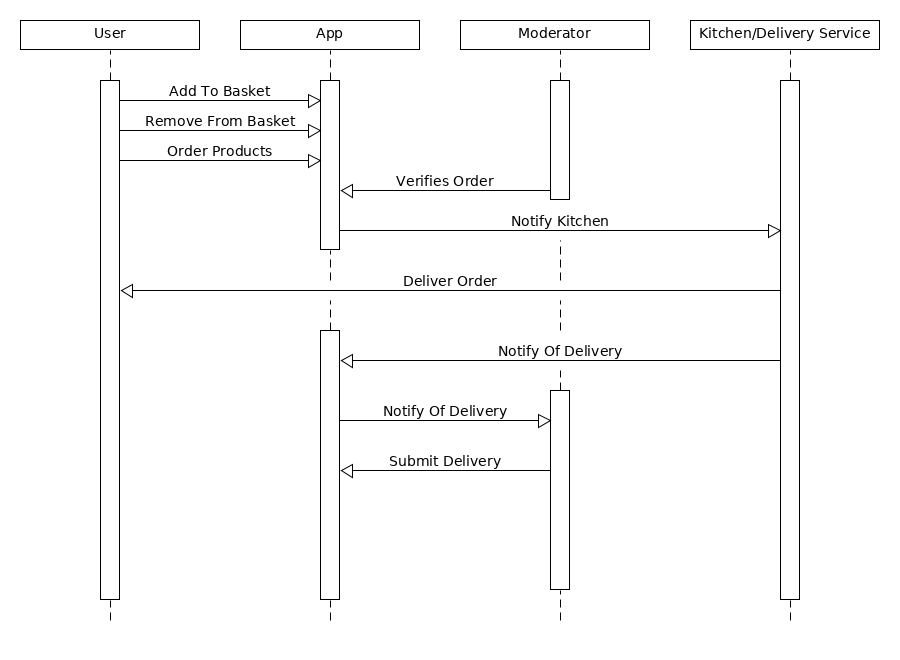 User
App
Moderator
Kitchen/Delivery Service
Add To Basket
Remove From Basket
Order Products
Verifies Order
Notify Kitchen
Deliver Order
Notify Of Delivery
Notify Of Delivery
Submit Delivery